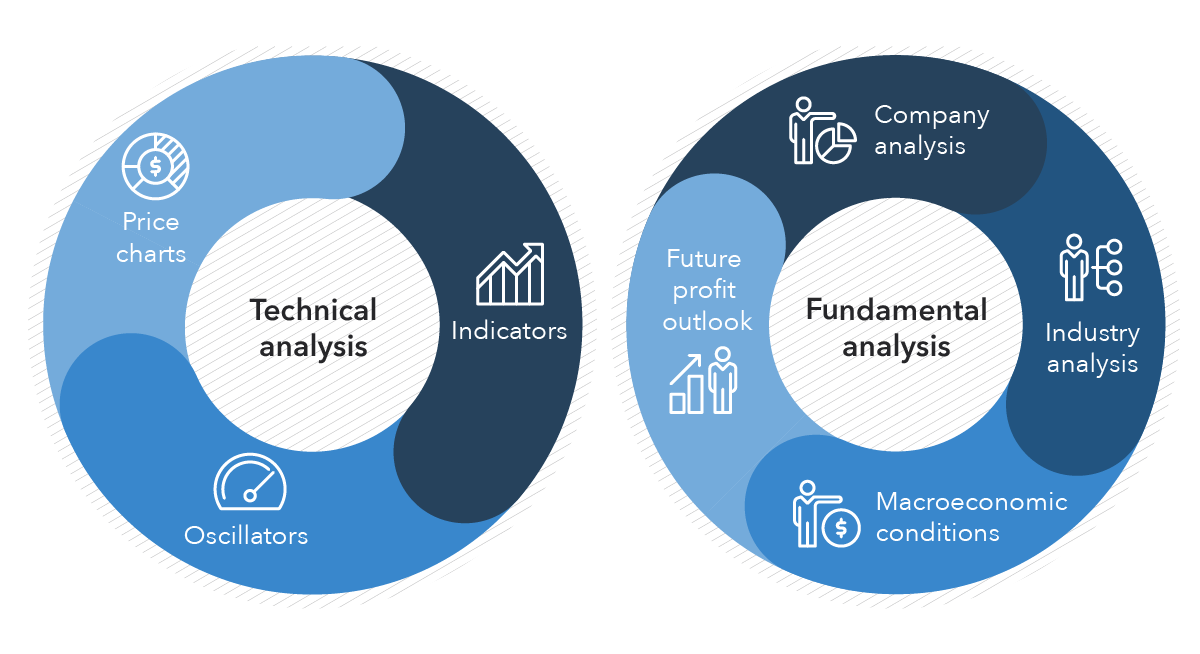 Technical
analysis
Price
charts
Indicators
Oscillators
Fundamental
analysis
Company
analysis
Industry
analysis
Macroeconomic
conditions
Future
profit
outlook
$
$